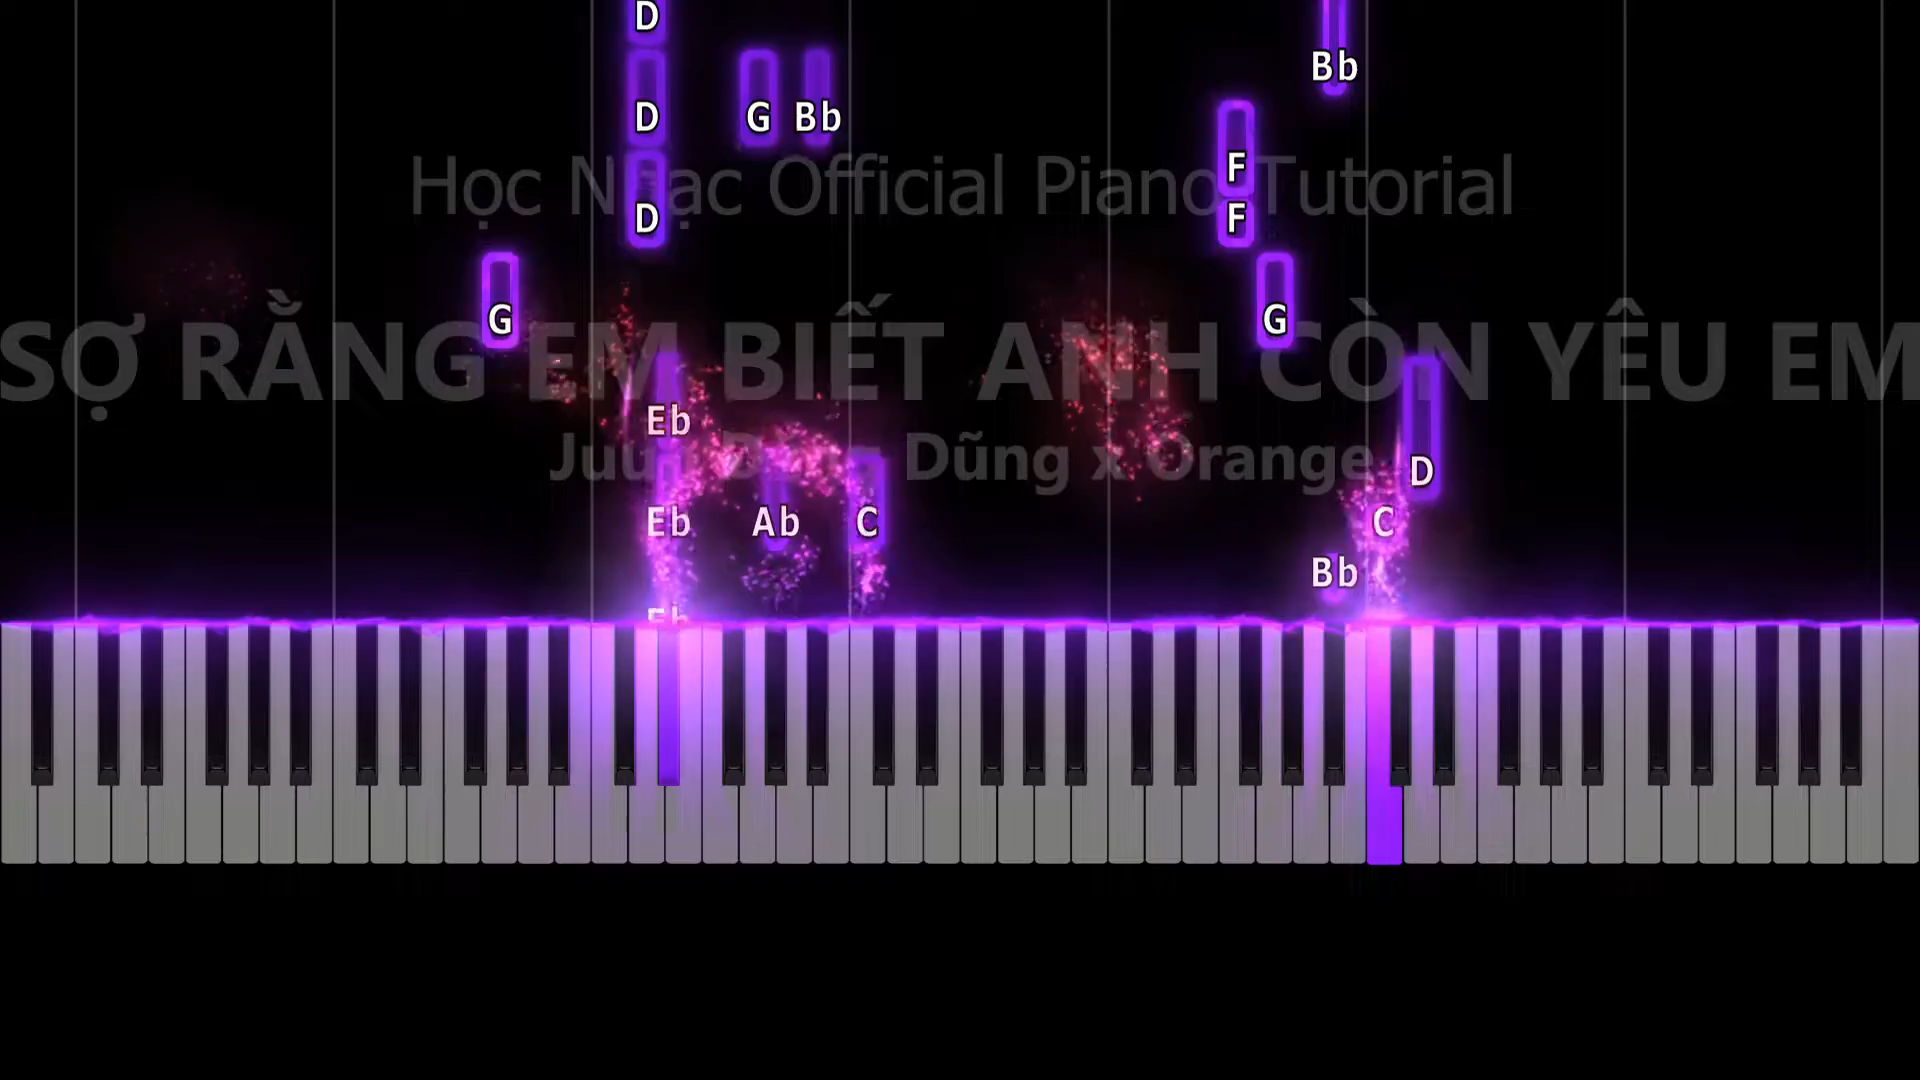 D
Bb
D G Bb
Học Nhạc Official Piano Tutorial
F
D
F
G
G
SỢ RẰNG EM BIẾT ANH CÒN YÊU EM
Eb
Dũng x Orange
D
Eb Ab C
C
Bb
Eb